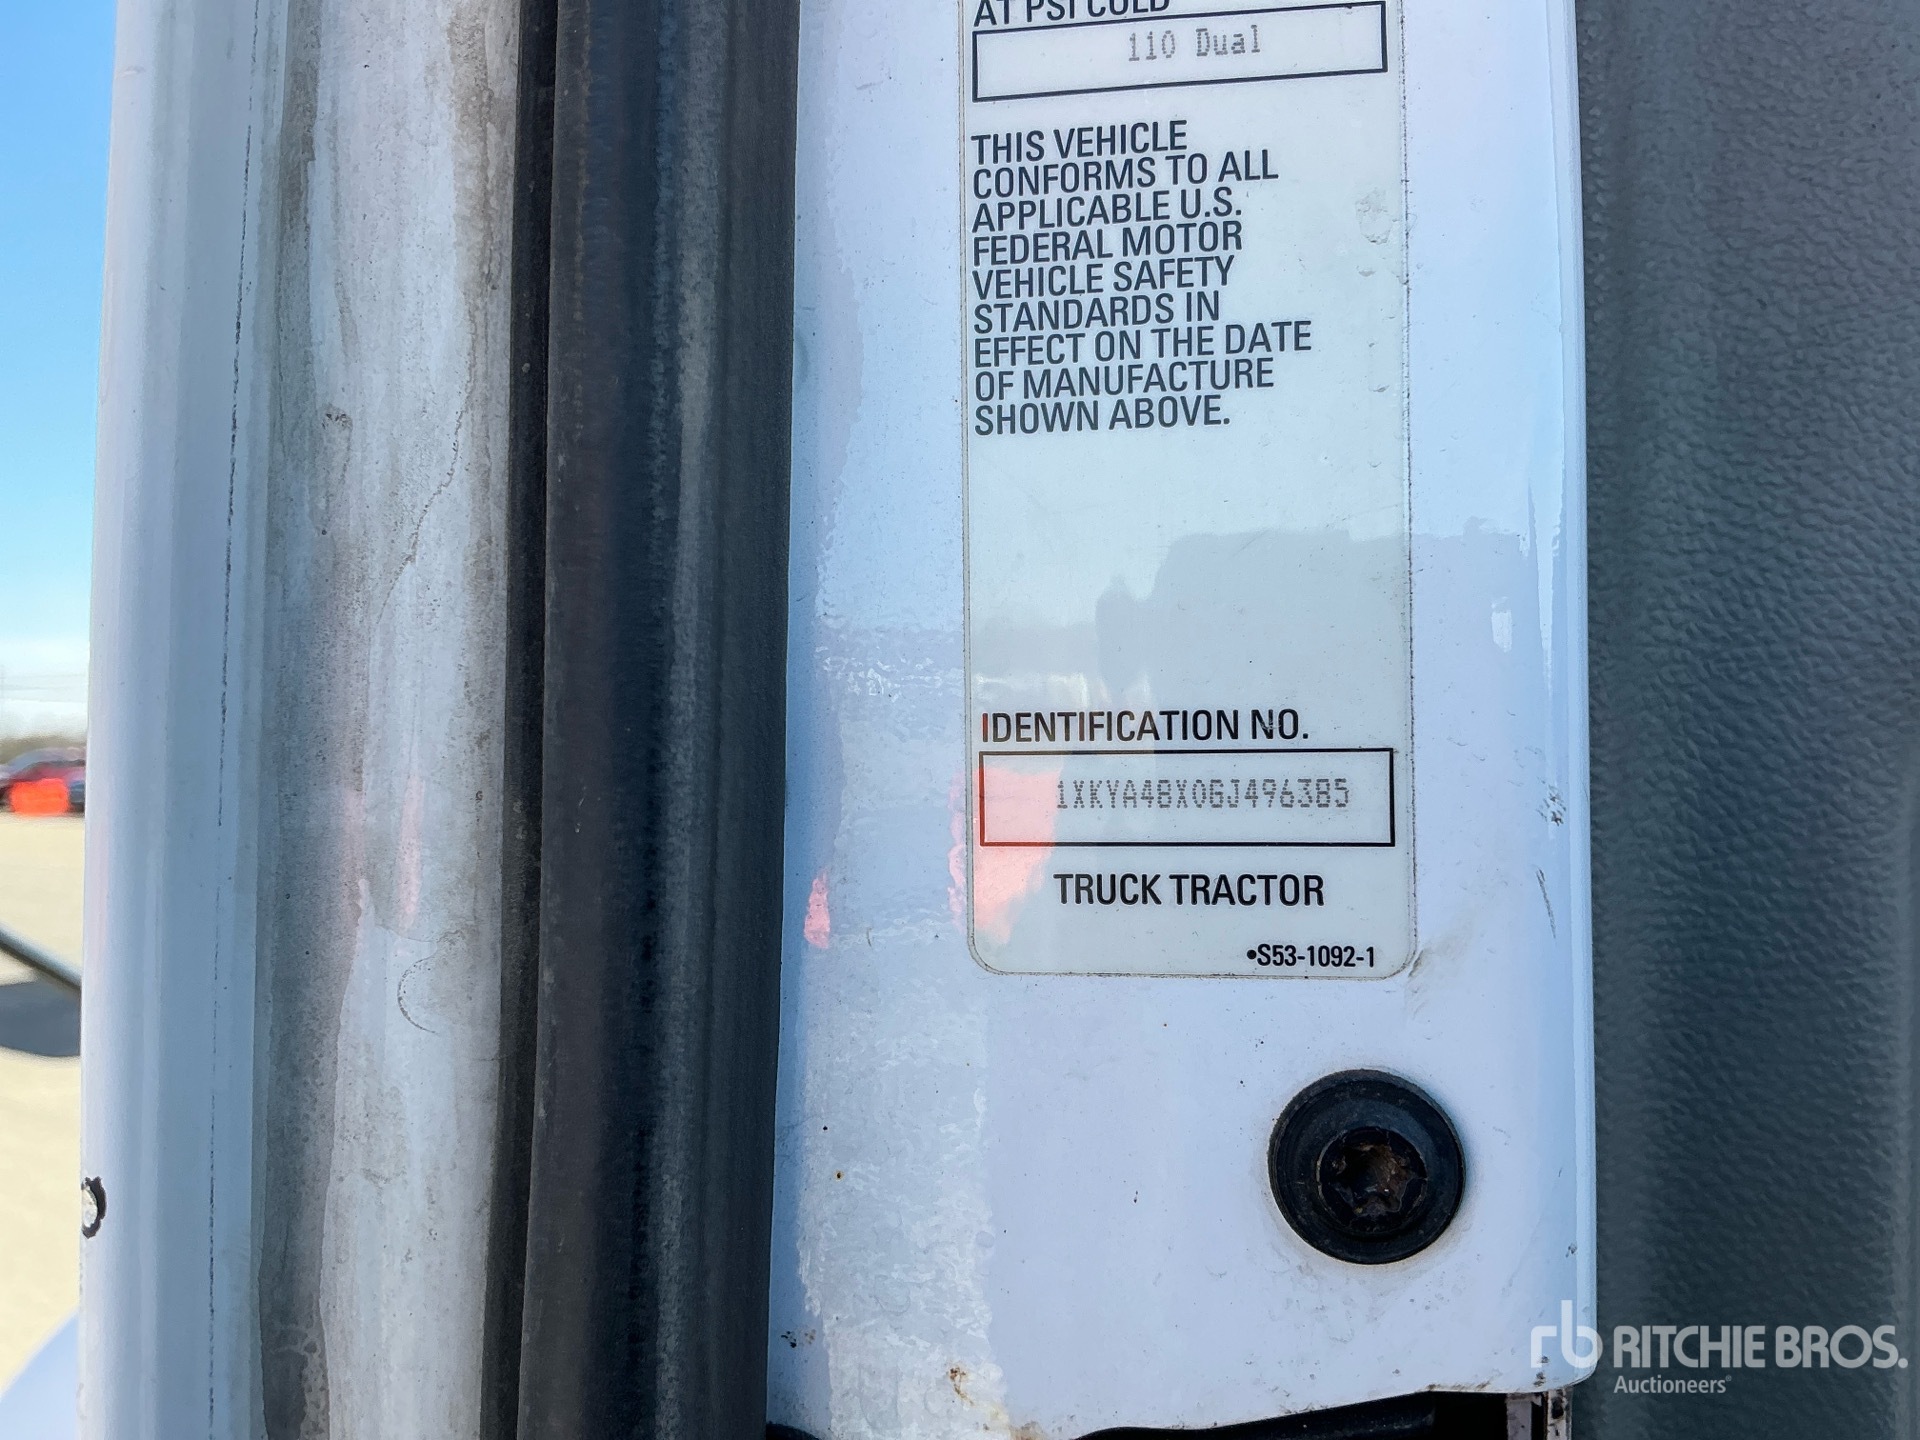 AT PSI COLD
110 Dual
THIS VEHICLE
CONFORMS TO ALL
APPLICABLE U.S.
FEDERAL MOTOR
VEHICLE SAFETY
STANDARDS IN
EFFECT ON THE DATE
OF MANUFACTURE
SHOWN ABOVE.
IDENTIFICATION NO.
1XKYA48X0GJ496385
TRUCK TRACTOR
•S53-1092-1
rb RITCHIE BROS.
Auctioneers